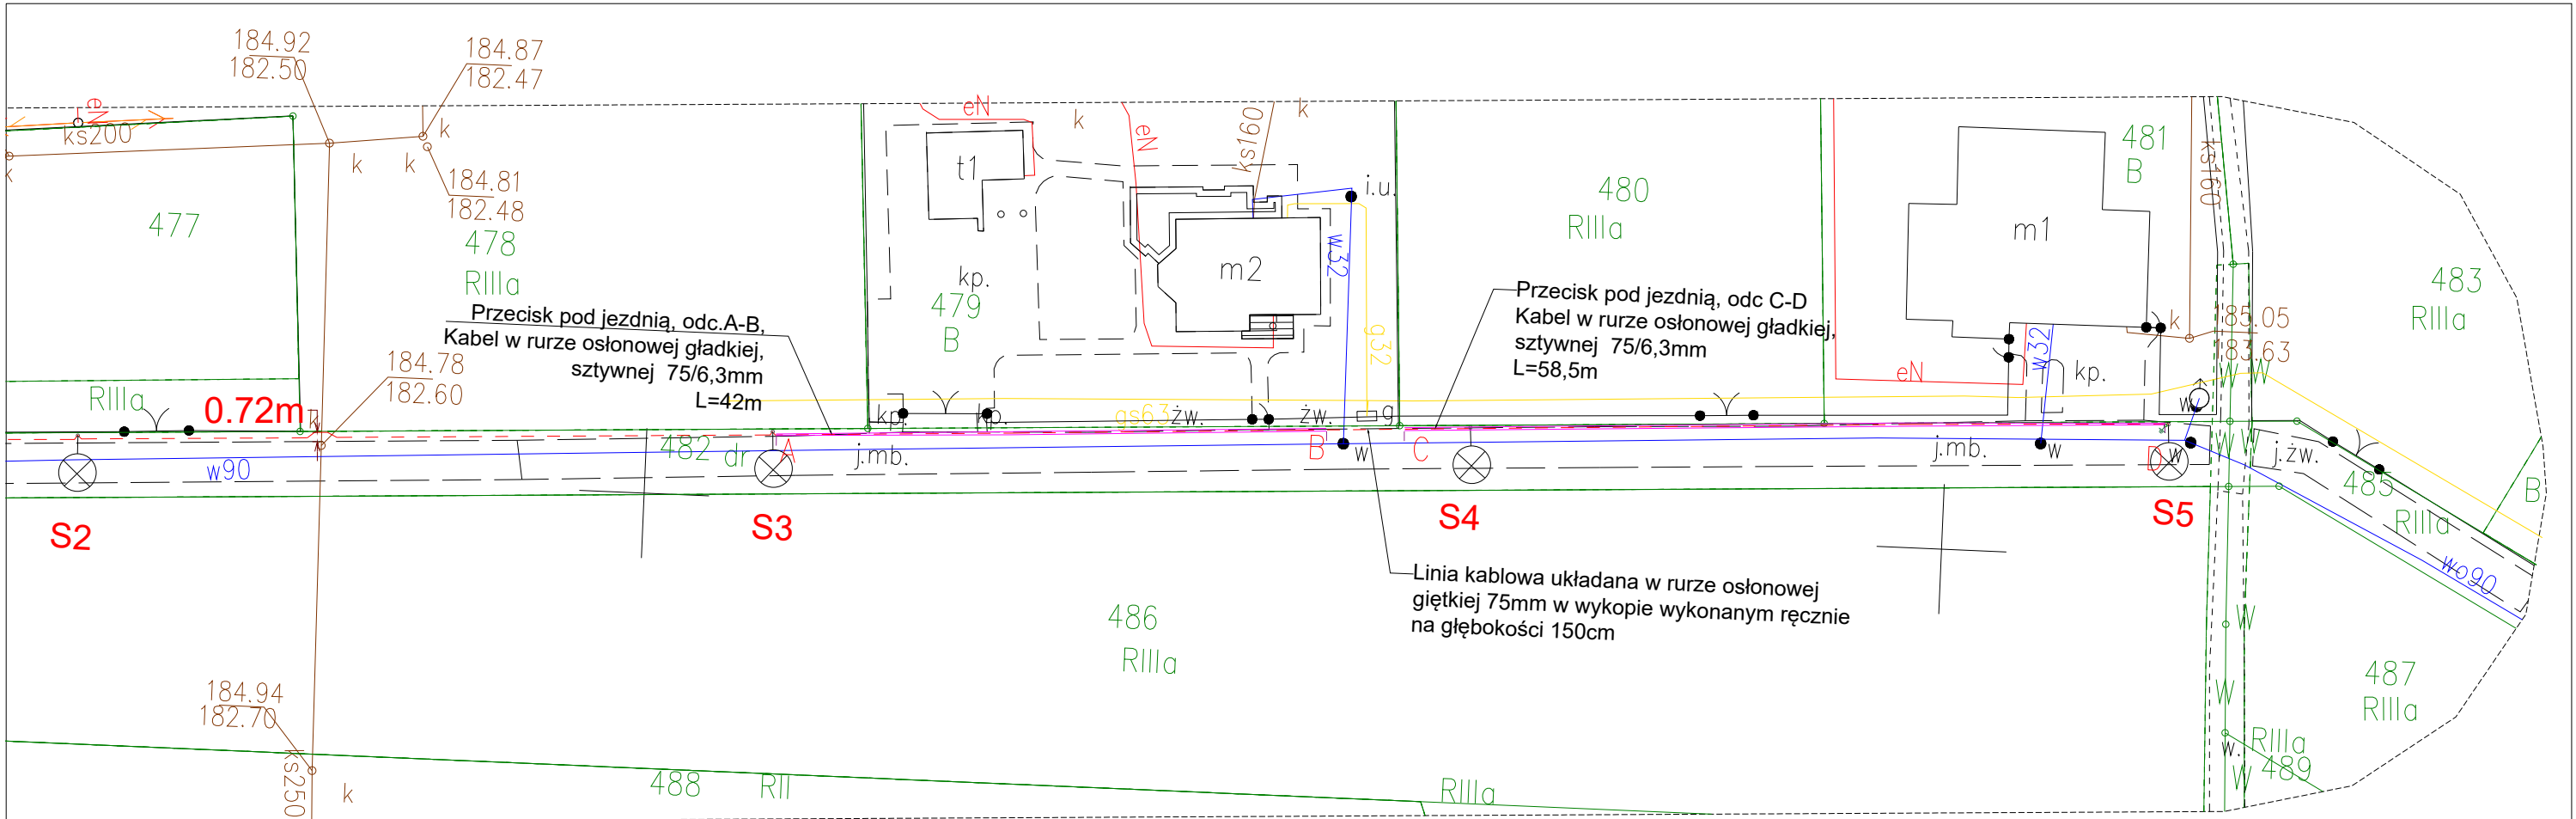 184.92
182.50
184.87
182.47
eN
ks200
k
k
k
k
184.81
182.48
477
478
RIIIa
eN
k
eN
ks160
k
t1
i.u.
w32
m2
kp.
479
B
g32
480
RIIIa
m1
481
B
ks160
483
RIIIa
Przecisk pod jezdnią, odc.A-B,
Kabel w rurze osłonowej gładkiej,
sztywnej 75/6,3mm
L=42m
Przecisk pod jezdnią, odc C-D
Kabel w rurze osłonowej gładkiej,
sztywnej 75/6,3mm
L=58,5m
184.78
182.60
k
185.05
183.63
w32
eN
kp.
W
W
RIIIa
0.72m
k
kp.
kp.
gs63
żw.
żw.
g
w
w90
482 dr
A
j.mb.
B
w
C
j.mb.
w
D
w
W
W
j.żw.
485
RIIIa
B
S2
S3
S4
S5
wo90
Linia kablowa układana w rurze osłonowej
giętkiej 75mm w wykopie wykonanym ręcznie
na głębokości 150cm
486
RIIIa
W
487
RIIIa
184.94
182.70
W
ks250
k
488
RII
RIIIa
w.
RIIIa
W
489